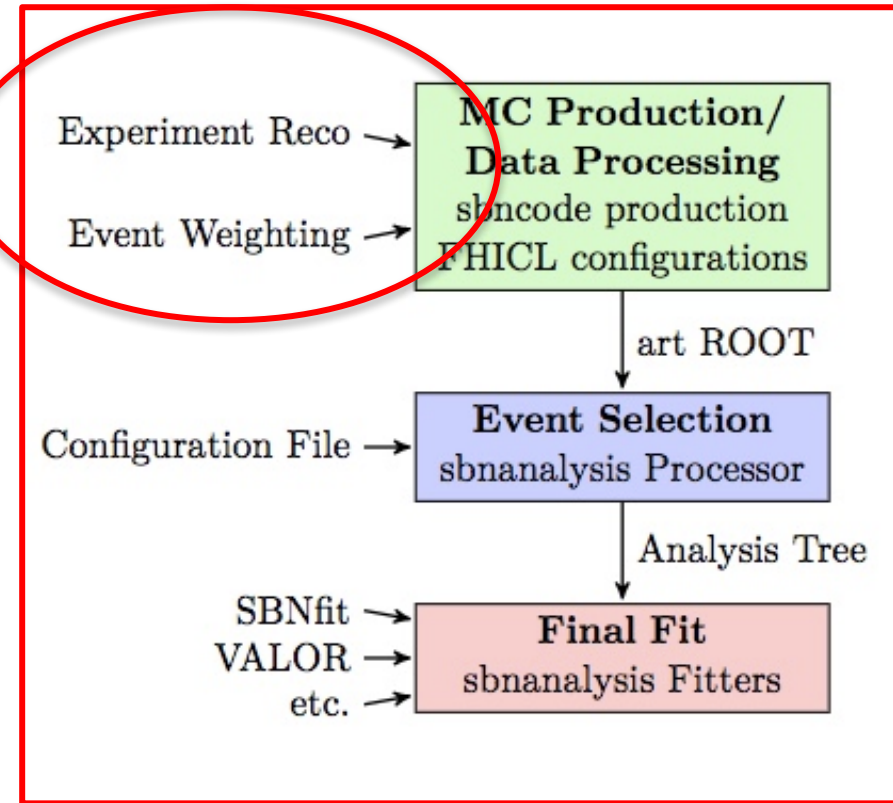 Experiment Reco
Event Weighting
MC Production/
Data Processing
sbncode production
FHICL configurations
art ROOT
Configuration File
Event Selection
sbnanalysis Processor
Analysis Tree
SBNfit
VALOR
etc.
Final Fit
sbnanalysis Fitters